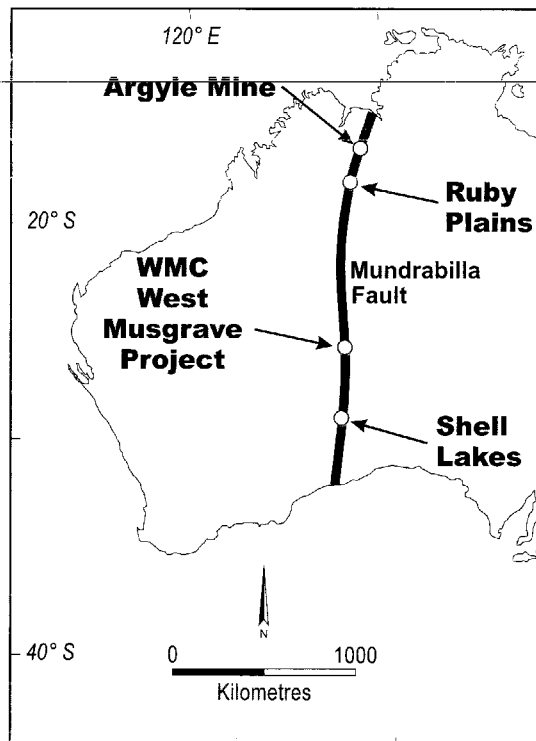 120° E
Argyle Mine
Ruby
Plains
20° S
WMC
West
Musgrave
Project
Mundrabilla
Fault
Shell
Lakes
N
40° S
0 1000
Kilometres